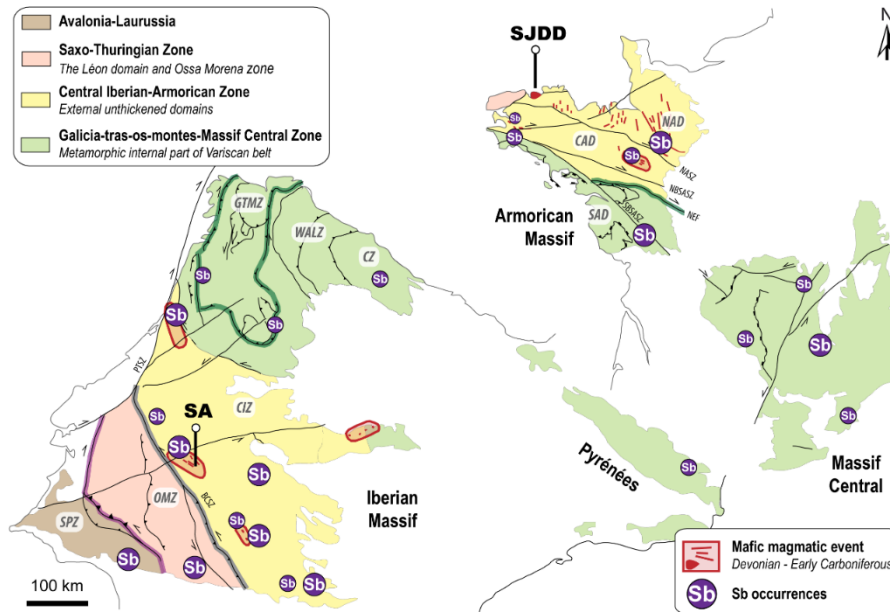 Avalonia-Laurussia
Saxo-Thuringian Zone
The Léon domain and Ossa Morena zone
Central Iberian-Armorican Zone
External unthickened domains
Galicia-tras-os-montes-Massif Central Zone
Metamorphic internal part of Variscan belt
SJDD
N
Sb
Sb
NAD
Sb
CAD
Sb
NASZ
NBSASZ
NEF
SBSASZ
SAD
Sb
Armorican
Massif
GTMZ
WALZ
CZ
Sb
Sb
Sb
Sb
PTSZ
Sb
Sb
Sb
Sb
CIZ
SA
Sb
Sb
Sb
BCSZ
OMZ
Iberian
Massif
Sb
Sb
SPZ
Sb
Sb
Sb
Sb
Pyrénées
Sb
Massif
Central
100 km
Mafic magmatic event
Devonian - Early Carboniferous
Sb
Sb occurrences